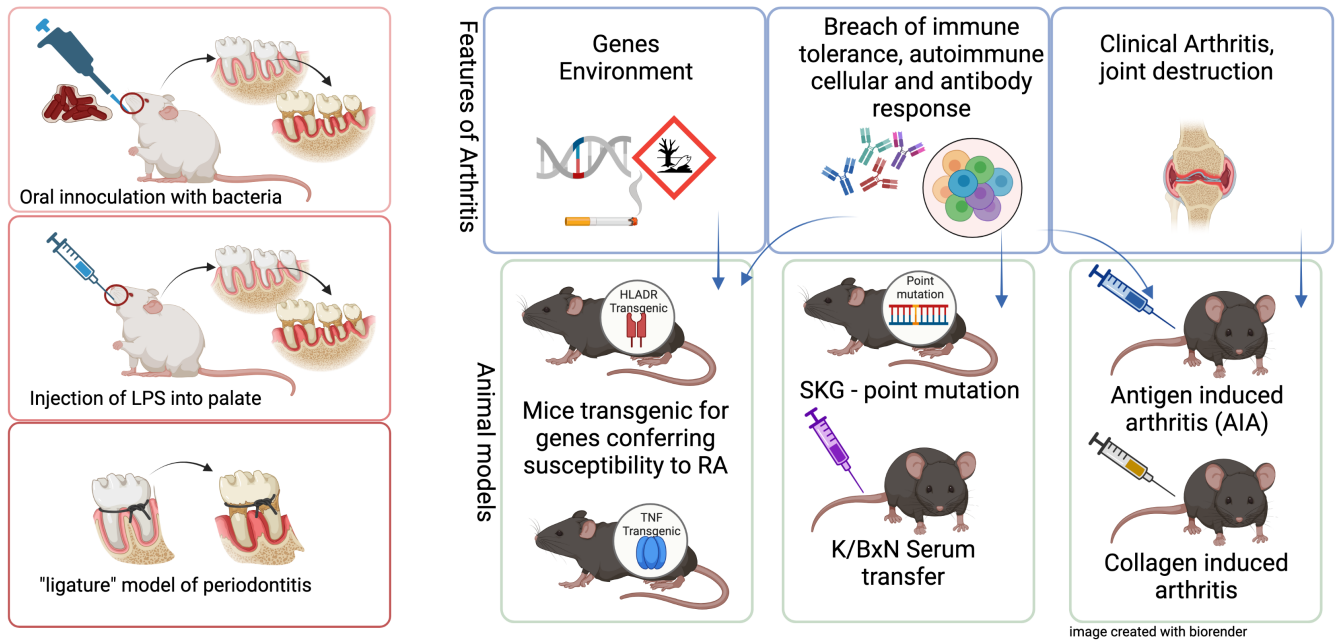 Oral innoculation with bacteria
Injection of LPS into palate
"ligature" model of periodontitis
Features of Arthritis
Genes
Environment
Breach of immune
tolerance, autoimmune
cellular and antibody
response
Clinical Arthritis,
joint destruction
Animal models
HLADR
Transgenic
Mice transgenic for
genes conferring
susceptibility to RA
TNF
Transgenic
Point
mutation
SKG - point mutation
K/BxN Serum
transfer
Antigen induced
arthritis (AIA)
Collagen induced
arthritis
image created with biorender